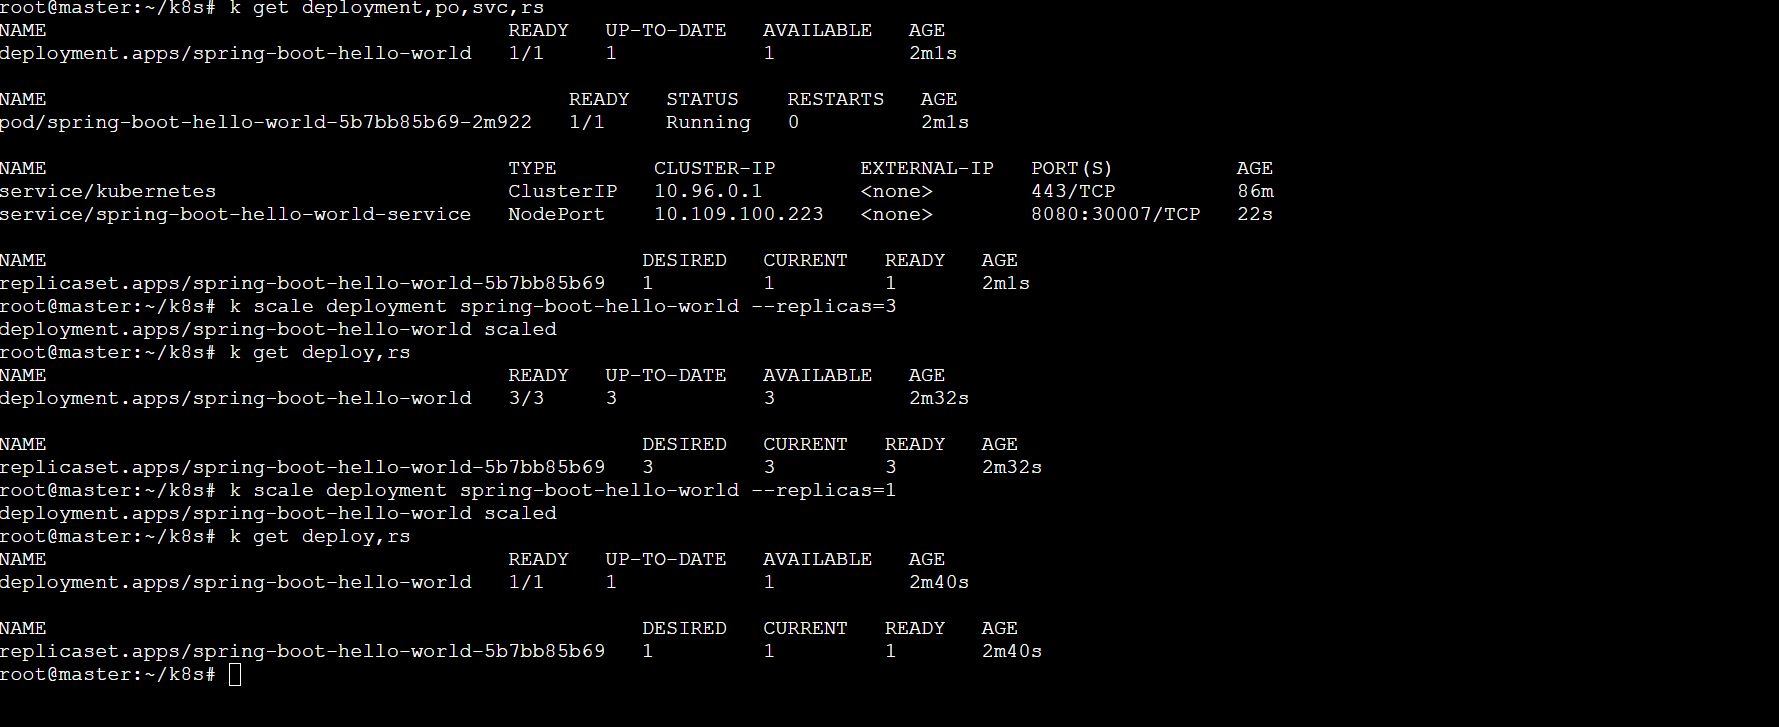 root@master:~/k8s# k get deployment,po,svc,rs
NAME READY UP-TO-DATE AVAILABLE AGE
deployment.apps/spring-boot-hello-world 1/1 1 1 2m1s
NAME READY STATUS RESTARTS AGE
pod/spring-boot-hello-world-5b7bb85b69-2m922 1/1 Running 0 2m1s
NAME TYPE CLUSTER-IP EXTERNAL-IP PORT(S) AGE
service/kubernetes ClusterIP 10.96.0.1 <none> 443/TCP 86m
service/spring-boot-hello-world-service NodePort 10.109.100.223 <none> 8080:30007/TCP 22s
NAME DESIRED CURRENT READY AGE
replicaset.apps/spring-boot-hello-world-5b7bb85b69 1 1 1 2m1s
root@master:~/k8s# k scale deployment spring-boot-hello-world --replicas=3
deployment.apps/spring-boot-hello-world scaled
root@master:~/k8s# k get deploy,rs
NAME READY UP-TO-DATE AVAILABLE AGE
deployment.apps/spring-boot-hello-world 3/3 3 3 2m32s
NAME DESIRED CURRENT READY AGE
replicaset.apps/spring-boot-hello-world-5b7bb85b69 3 3 3 2m32s
root@master:~/k8s# k scale deployment spring-boot-hello-world --replicas=1
deployment.apps/spring-boot-hello-world scaled
root@master:~/k8s# k get deploy,rs
NAME READY UP-TO-DATE AVAILABLE AGE
deployment.apps/spring-boot-hello-world 1/1 1 1 2m40s
NAME DESIRED CURRENT READY AGE
replicaset.apps/spring-boot-hello-world-5b7bb85b69 1 1 1 2m40s
root@master:~/k8s#